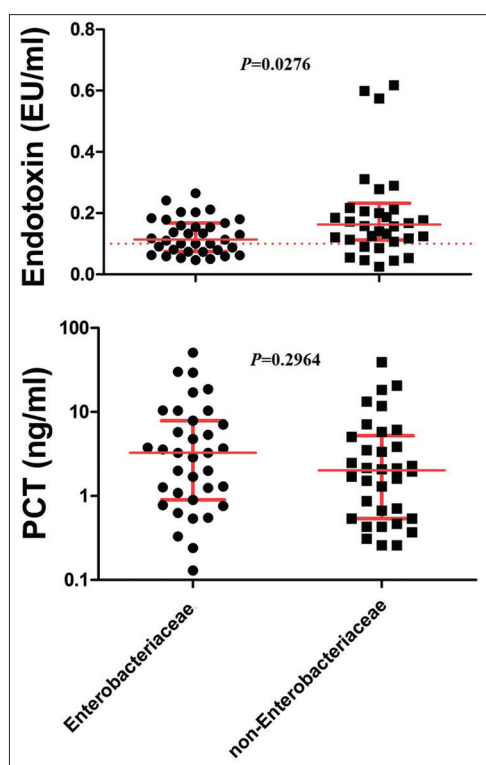 Endotoxin (EU/ml)
0.8
0.6
0.4
0.2
0.0
P=0.0276
PCT (ng/ml)
100
10
1
0.1
P=0.2964
Enterobacteriaceae
non-Enterobacteriaceae